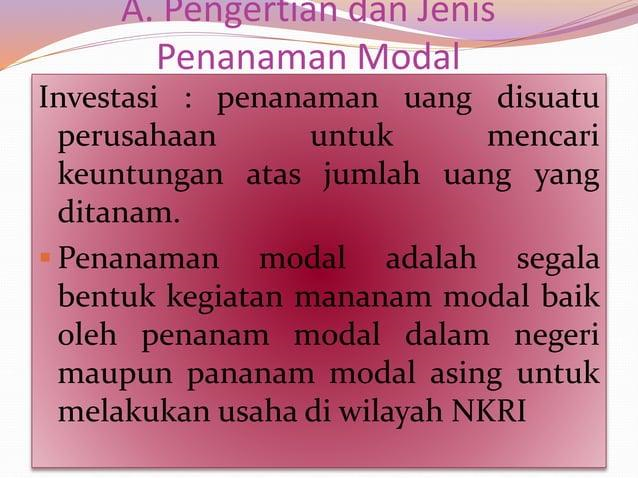 A. Pengertian dan Jenis
Penanaman Modal
Investasi : penanaman uang disuatu
perusahaan untuk mencari
keuntungan atas jumlah uang yang
ditanam.
▪ Penanaman modal adalah segala
bentuk kegiatan mananam modal baik
oleh penanam modal dalam negeri
maupun pananam modal asing untuk
melakukan usaha di wilayah NKRI